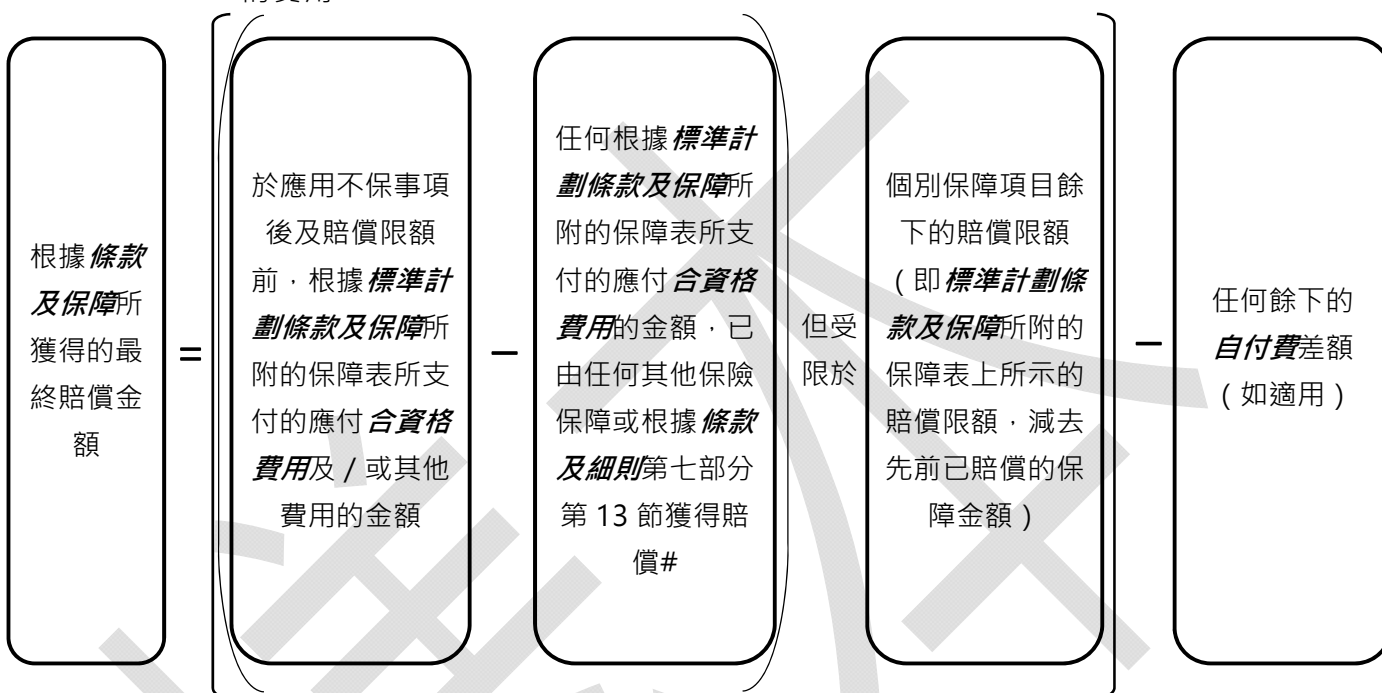 根據條款
及保障所
獲得的最
終賠償金
額
=
於應用不保事項
後及賠償限額
前，根據標準計
劃條款及保障所
附的保障表所支
付的應付合資格
費用及 / 或其他
費用的金額
–
任何根據標準計
劃條款及保障所
附的保障表所支
付的應付合資格
費用的金額，已
由任何其他保險
保障或根據條款
及細則第七部分
第 13 節獲得賠
償#
但受
限於
個別保障項目餘
下的賠償限額
（即標準計劃條
款及保障所附的
保障表上所示的
賠償限額，減去
先前已賠償的保
障金額）
–
任何餘下的
自付費差額
（如適用）